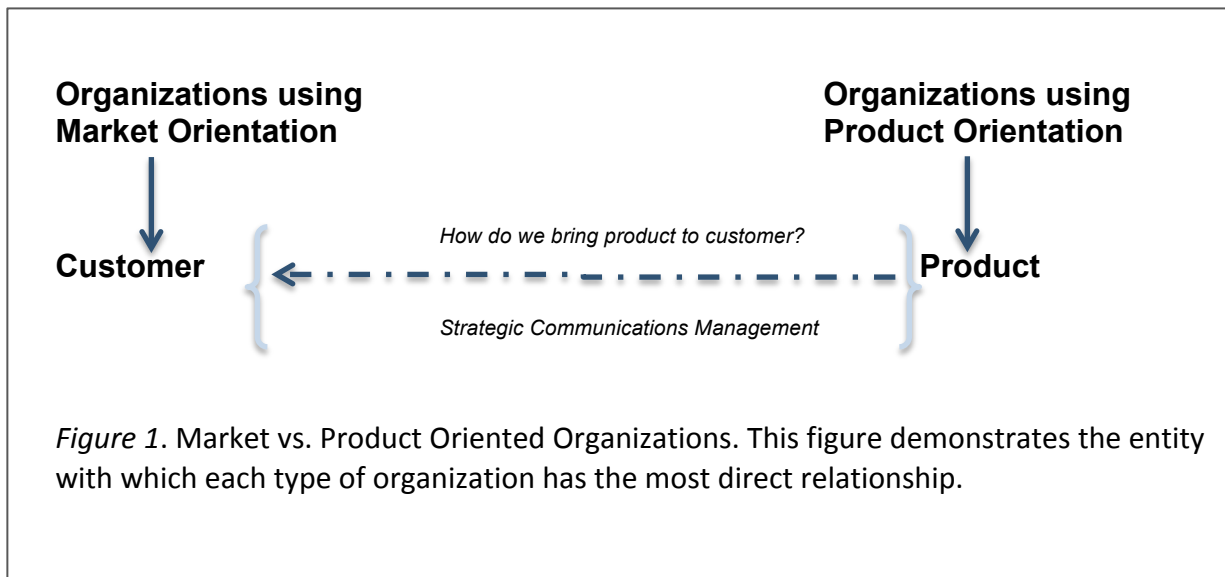 Organizations using
Market Orientation
Organizations using
Product Orientation
How do we bring product to customer?
Customer
Product
Strategic Communications Management
Figure 1. Market vs. Product Oriented Organizations. This figure demonstrates the entity
with which each type of organization has the most direct relationship.